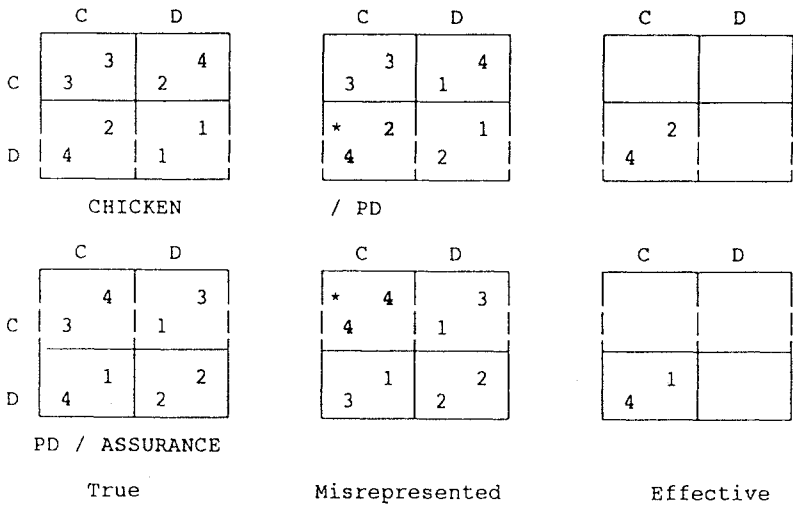 C D C D C D
3 4 3 4
C 3 2 3 1
2 1 * 2 1 2
D 4 1 4 2 4
CHICKEN / PD
C D C D C D
4 3 * 4 3
C 3 1 4 1
1 2 1 2 1
D 4 2 3 2 4
PD / ASSURANCE
True Misrepresented Effective